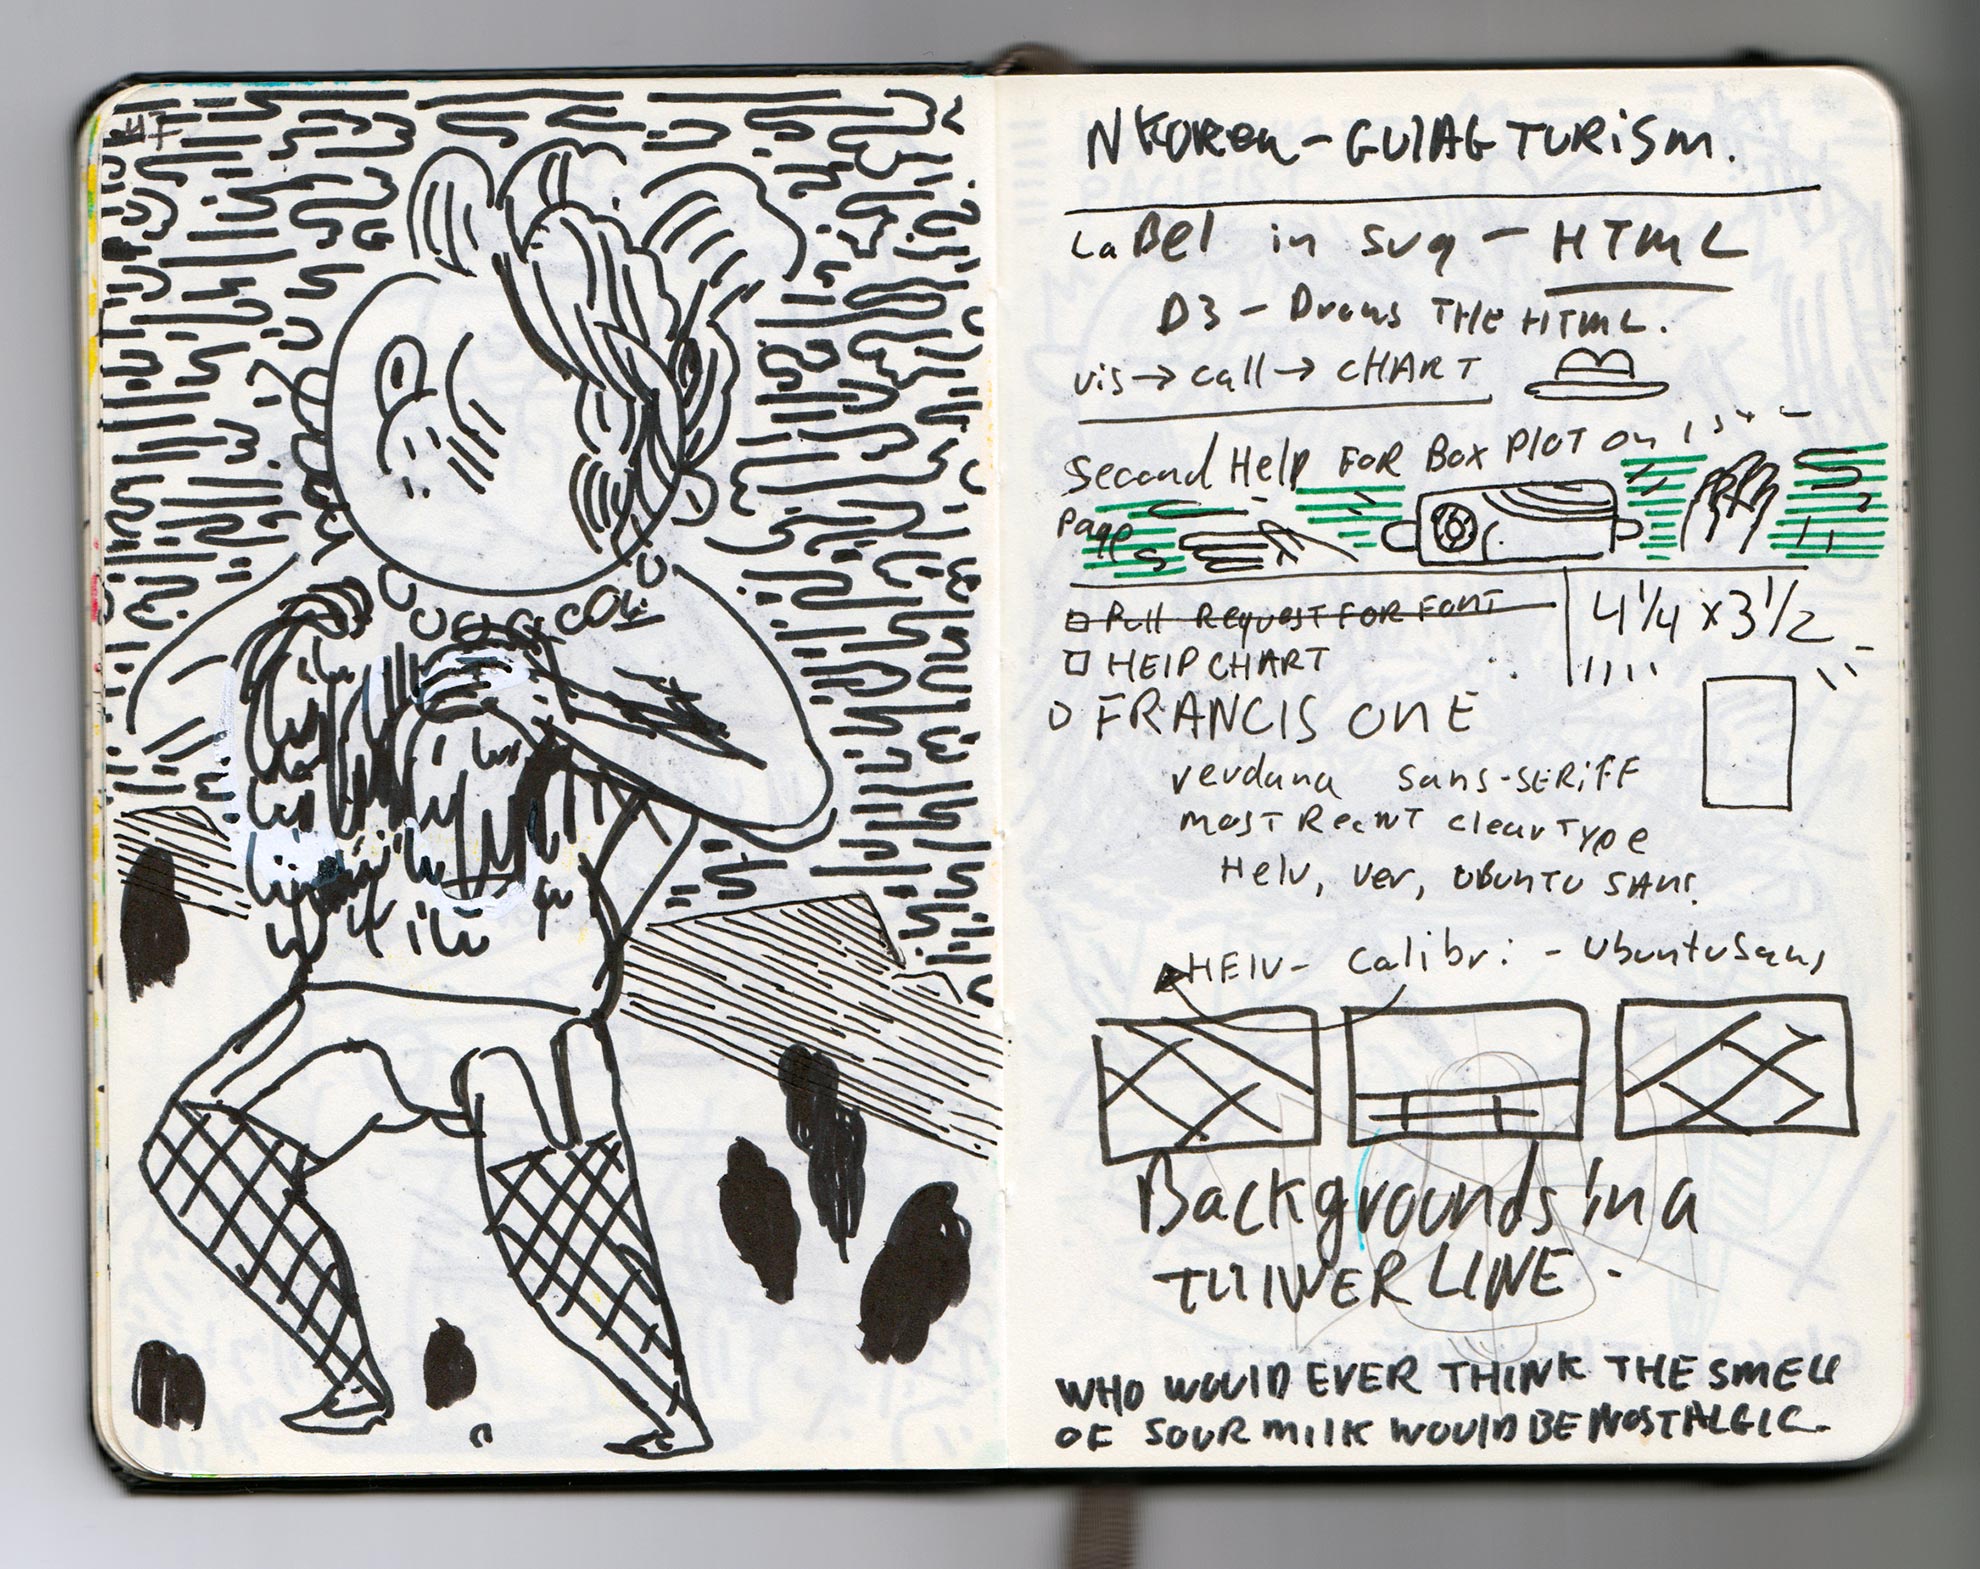 N KOREA - GULAG TURISM.
LaBel in svg - HTML
D3 - Draws THE HTML.
vis → call → CHART
Second Help FOR BOX PLOT on 1st
page
Pull Request FOR FONT
4 1/4 x 3 1/2
HElP CHART
FRANCIS ONE
verdana sans-SERIFF
most Recent clearType
Helv, ver, UBUNTU SANS
HElv - Calibri - UbuntuSans
Backgrounds in a
LINE.
WHO WOULD EVER THINK THE SMELL
OF SOUR MILK WOULD BE NOSTALGIC.